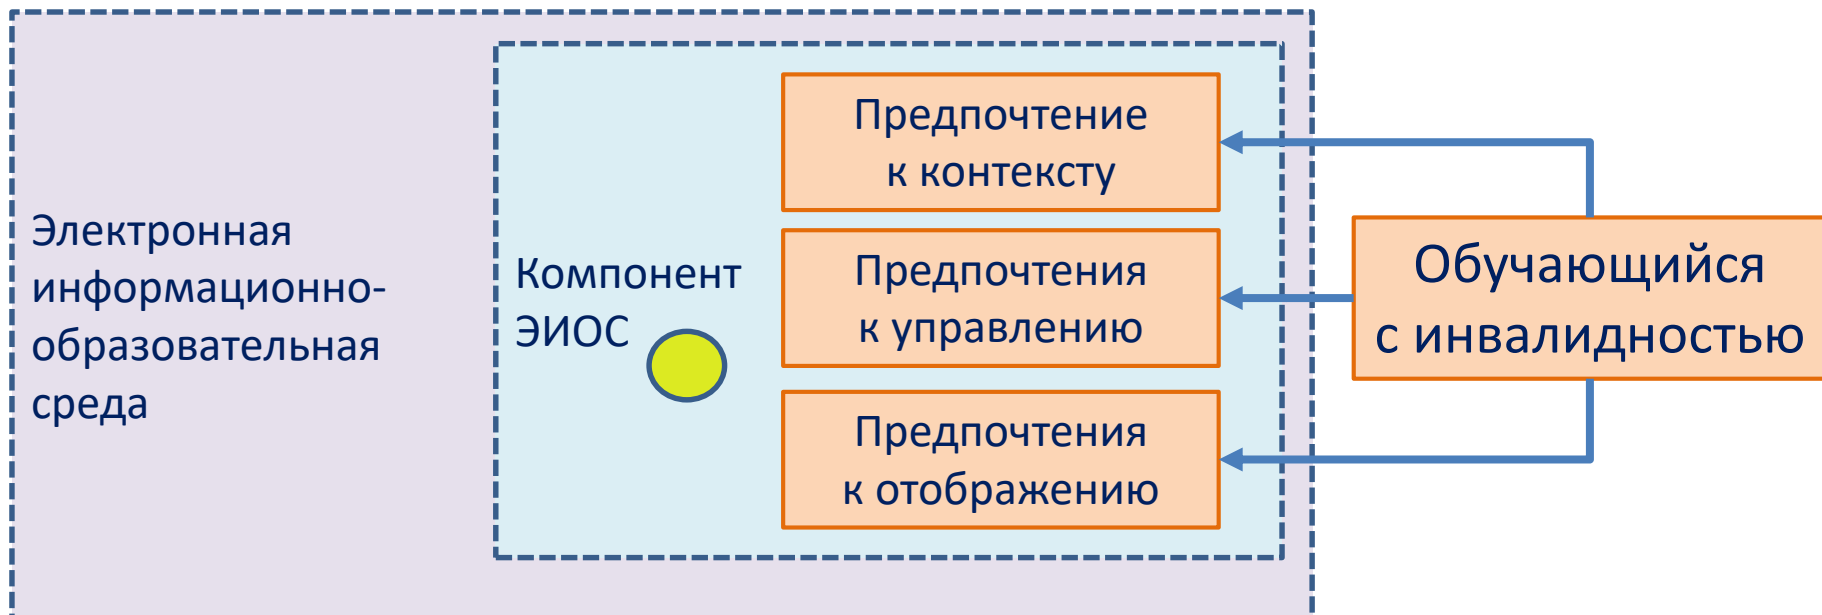 Электронная
информационно-
образовательная
среда
Компонент
ЭИОС
Предпочтение
к контексту
Предпочтения
к управлению
Предпочтения
к отображению
Обучающийся
с инвалидностью